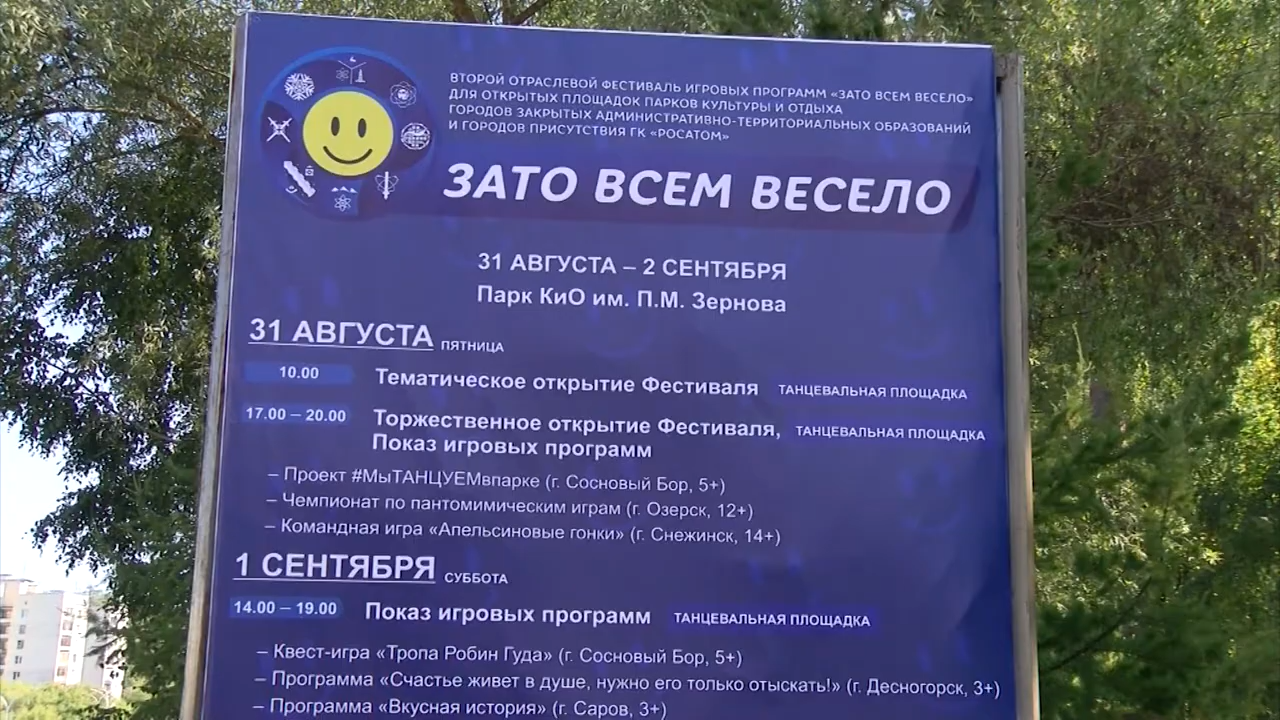 ВТОРОЙ ОТРАСЛЕВОЙ ФЕСТИВАЛЬ ИГРОВЫХ ПРОГРАММ «ЗАТО ВСЕМ ВЕСЕЛО»
ДЛЯ ОТКРЫТЫХ ПЛОЩАДОК ПАРКОВ КУЛЬТУРЫ И ОТДЫХА
ГОРОДОВ ЗАКРЫТЫХ АДМИНИСТРАТИВНО-ТЕРРИТОРИАЛЬНЫХ ОБРАЗОВАНИЙ
И ГОРОДОВ ПРИСУТСТВИЯ ГК «РОСАТОМ»
ЗАТО ВСЕМ ВЕСЕЛО
31 АВГУСТА – 2 СЕНТЯБРЯ
Парк КиО им. П.М. Зернова
31 АВГУСТА ПЯТНИЦА
10.00 Тематическое открытие Фестиваля ТАНЦЕВАЛЬНАЯ ПЛОЩАДКА
17.00 – 20.00 Торжественное открытие Фестиваля, ТАНЦЕВАЛЬНАЯ ПЛОЩАДКА
Показ игровых программ
– Проект #МыТАНЦУЕМвпарке (г. Сосновый Бор, 5+)
– Чемпионат по пантомимическим играм (г. Озерск, 12+)
– Командная игра «Апельсиновые гонки» (г. Снежинск, 14+)
1 СЕНТЯБРЯ СУББОТА
14.00 – 19.00 Показ игровых программ ТАНЦЕВАЛЬНАЯ ПЛОЩАДКА
– Квест-игра «Тропа Робин Гуда» (г. Сосновый Бор, 5+)
– Программа «Счастье живет в душе, нужно его только отыскать!» (г. Десногорск, 3+)
– Программа «Вкусная история» (г. Саров, 3+)